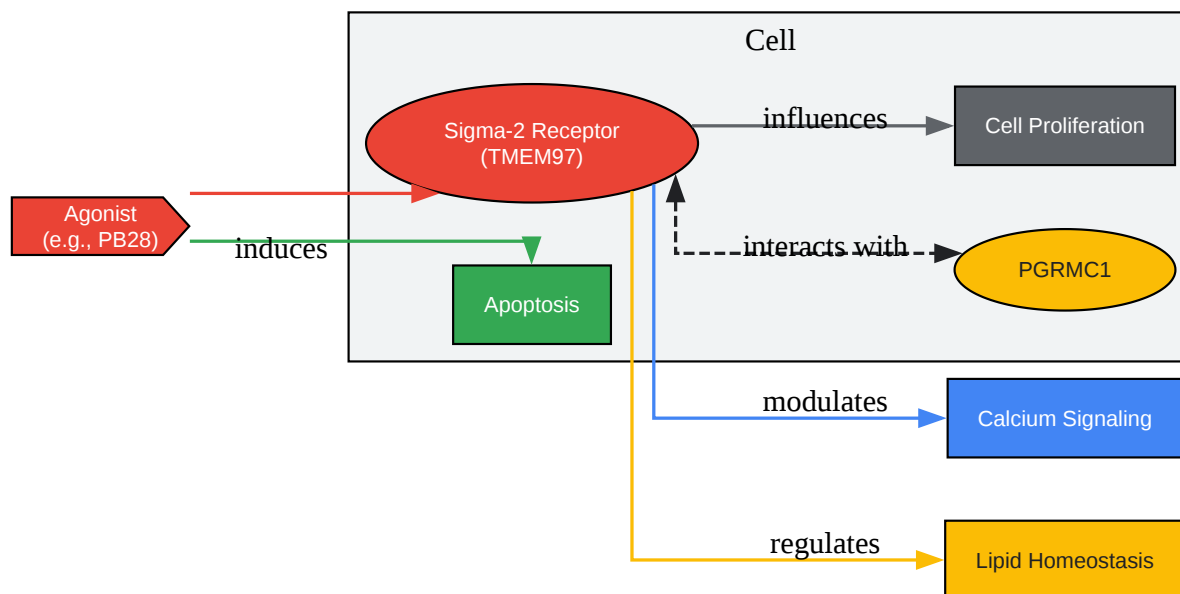 Cell
Sigma-2 Receptor
(TMEM97)
influences
Cell Proliferation
Agonist
(e.g., PB28)
induces
interacts with
PGRMC1
Apoptosis
modulates
Calcium Signaling
regulates
Lipid Homeostasis